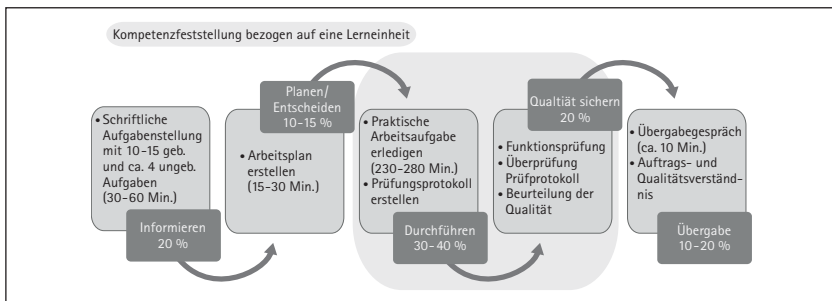 Kompetenzfeststellung bezogen auf eine Lerneinheit
• Schriftliche
Aufgabenstellung
mit 10-15 geb.
und ca. 4 ungeb.
Aufgaben
(30-60 Min.)
Informieren
20 %
Planen/
Entscheiden
10-15 %
• Arbeitsplan
erstellen
(15-30 Min.)
• Praktische
Arbeitsaufgabe
erledigen
(230-280 Min.)
• Prüfungsprotokoll
erstellen
Durchführen
30-40 %
Qualtiät sichern
20 %
• Funktionsprüfung
• Überprüfung
Prüfprotokoll
• Beurteilung der
Qualität
• Übergabegespräch
(ca. 10 Min.)
• Auftrags- und
Qualitätsverständ-
nis
Übergabe
10-20 %